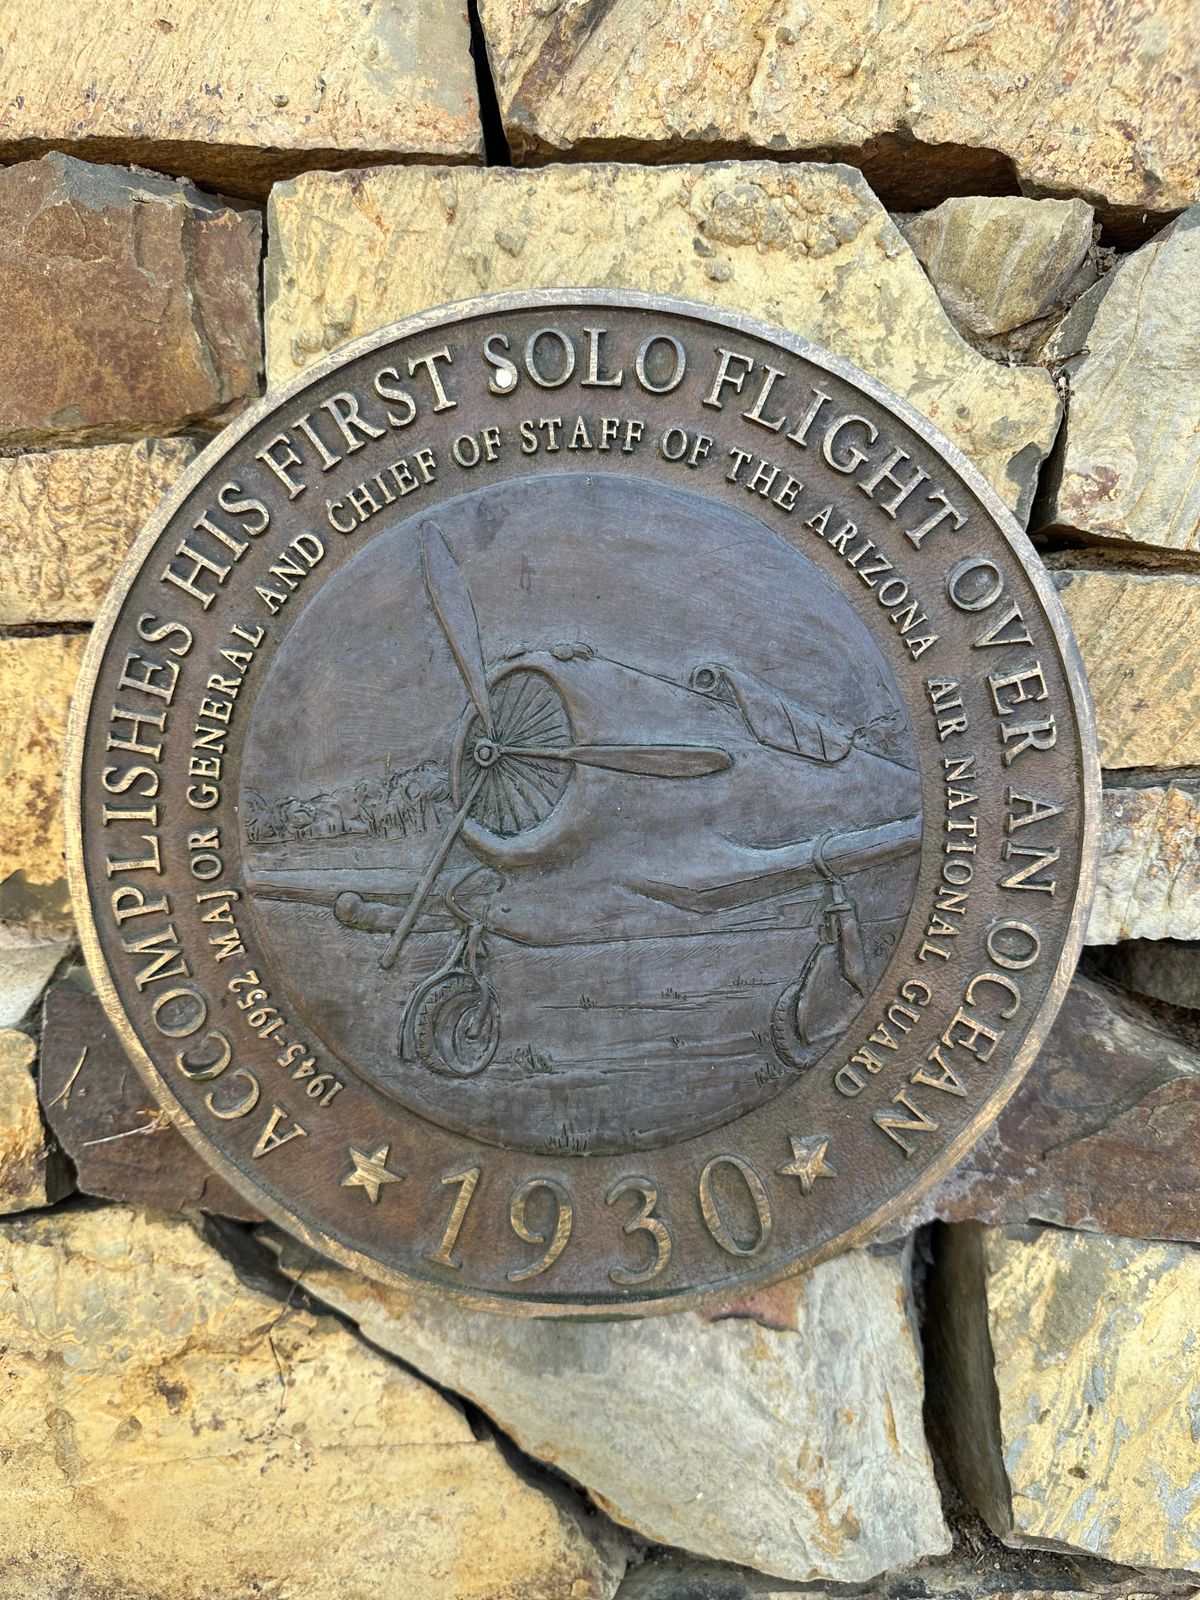 ACCOMPLISHES HIS FIRST SOLO FLIGHT OVER AN OCEAN
1945-1952 MAJOR GENERAL AND CHIEF OF STAFF OF THE ARIZONA AIR NATIONAL GUARD
1930